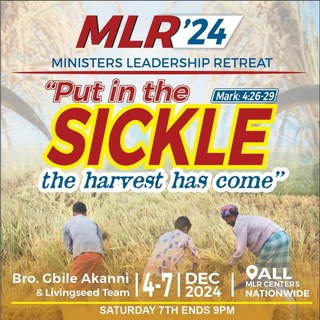 MLR '24
MINISTERS LEADERSHIP RETREAT
"Put in the
Mark: 4:26-29
SICKLE
the harvest has come"
Bro. Gbile Akanni
& Livingseed Team
4-7
DEC
2024
ALL
MLR CENTERS
NATIONWIDE
SATURDAY 7TH ENDS 9PM